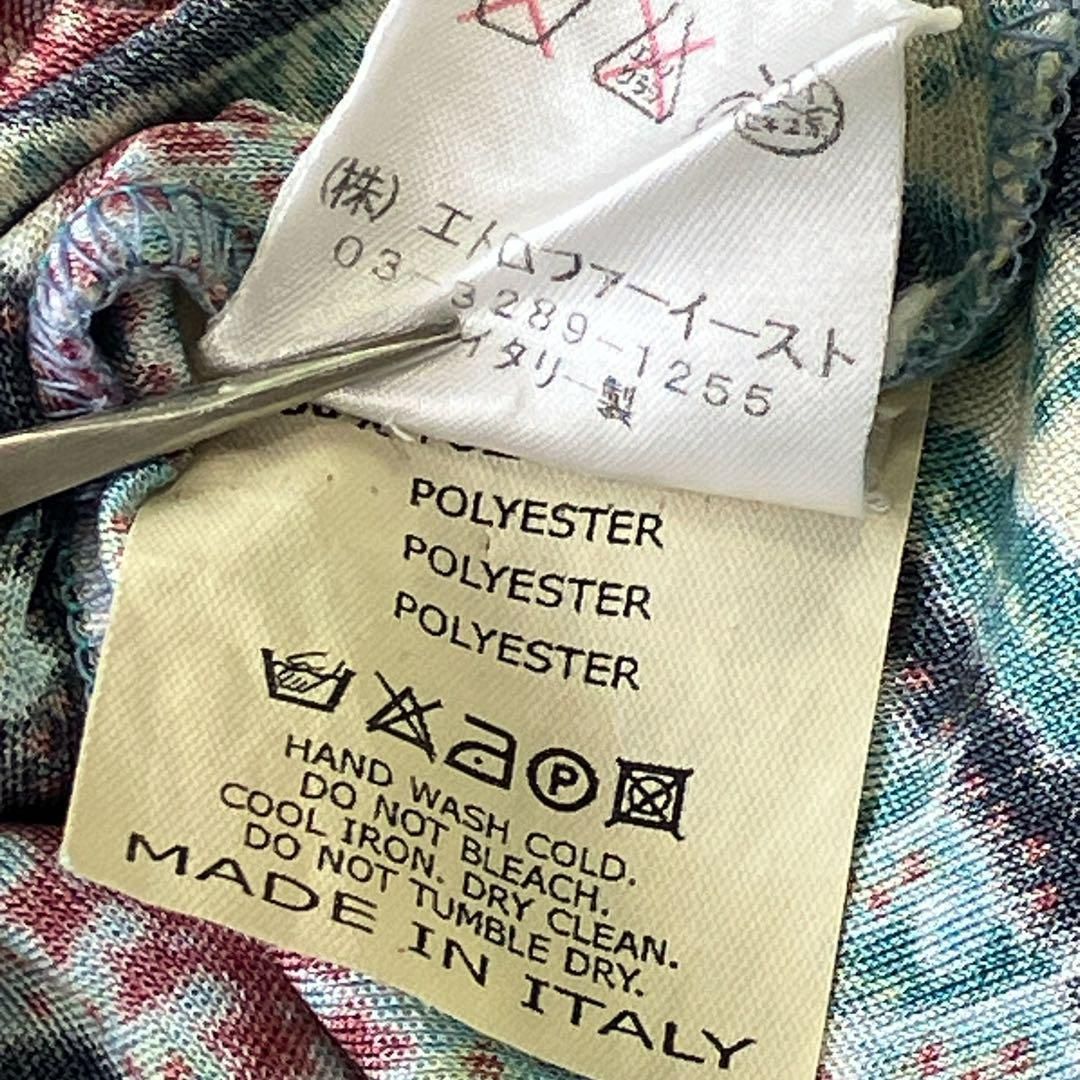 (株) エトロファーイースト
03-3289-1255
イタリー製
POLYESTER
POLYESTER
POLYESTER
P
HAND WASH COLD.
DO NOT BLEACH.
COOL IRON. DRY CLEAN.
DO NOT TUMBLE DRY.
MADE IN ITALY